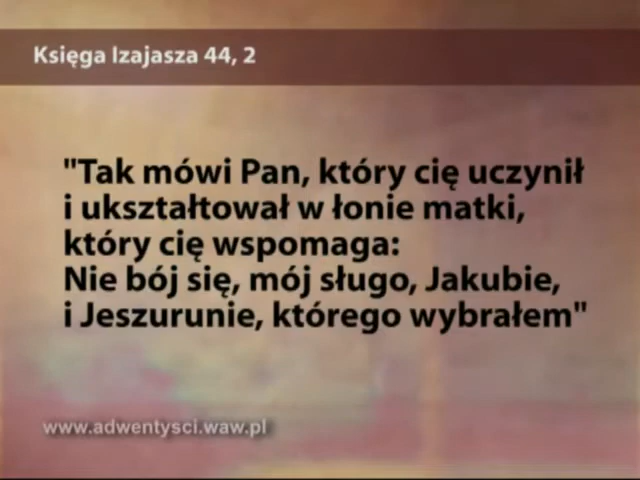 Księga Izajasza 44, 2
"Tak mówi Pan, który cię uczynił
i ukształtował w łonie matki,
który cię wspomaga:
Nie bój się, mój sługo, Jakubie,
i Jeszurunie, którego wybrałem"
www.adwentysci.waw.pl